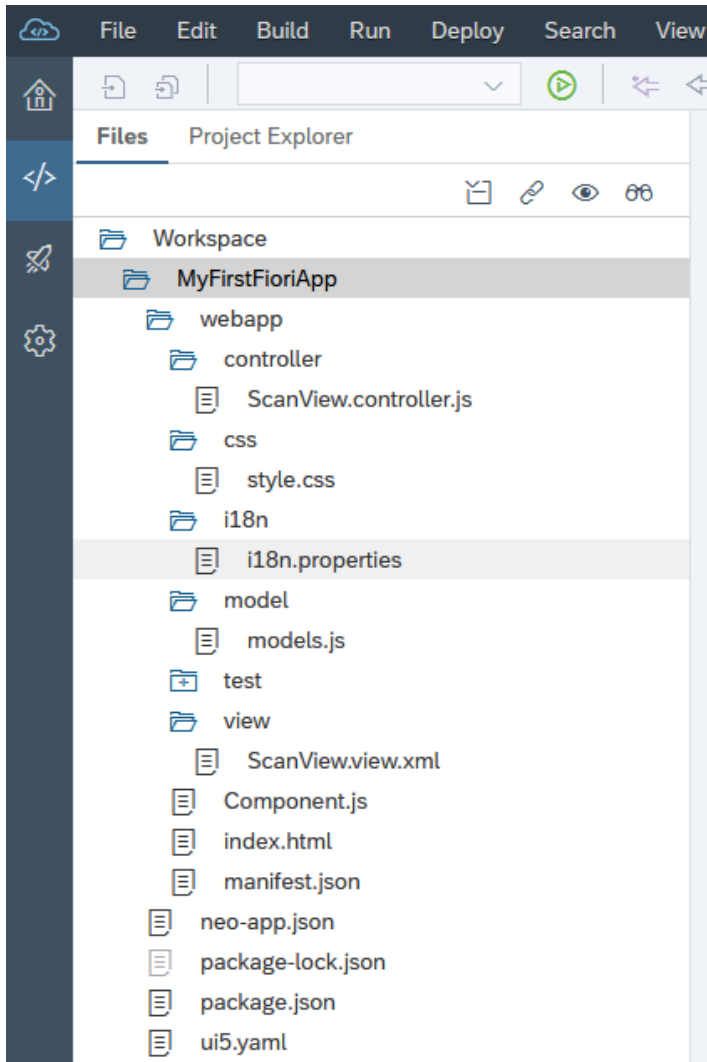 File Edit Build Run Deploy Search View
Files Project Explorer
Workspace
MyFirstFioriApp
webapp
controller
ScanView.controller.js
css
style.css
i18n
i18n.properties
model
models.js
test
view
ScanView.view.xml
Component.js
index.html
manifest.json
neo-app.json
package-lock.json
package.json
ui5.yaml